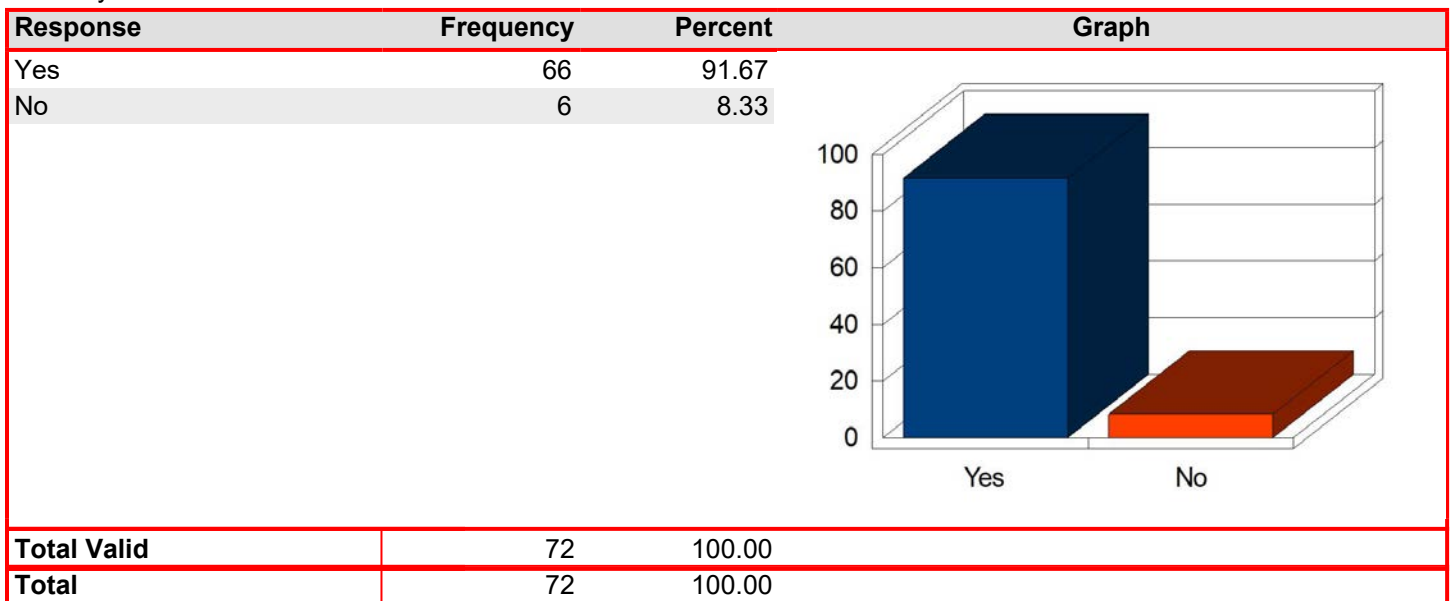 Response Frequency Percent Graph
Yes 66 91.67
No 6 8.33
100
80
60
40
20
0
Yes No
Total Valid 72 100.00
Total 72 100.00